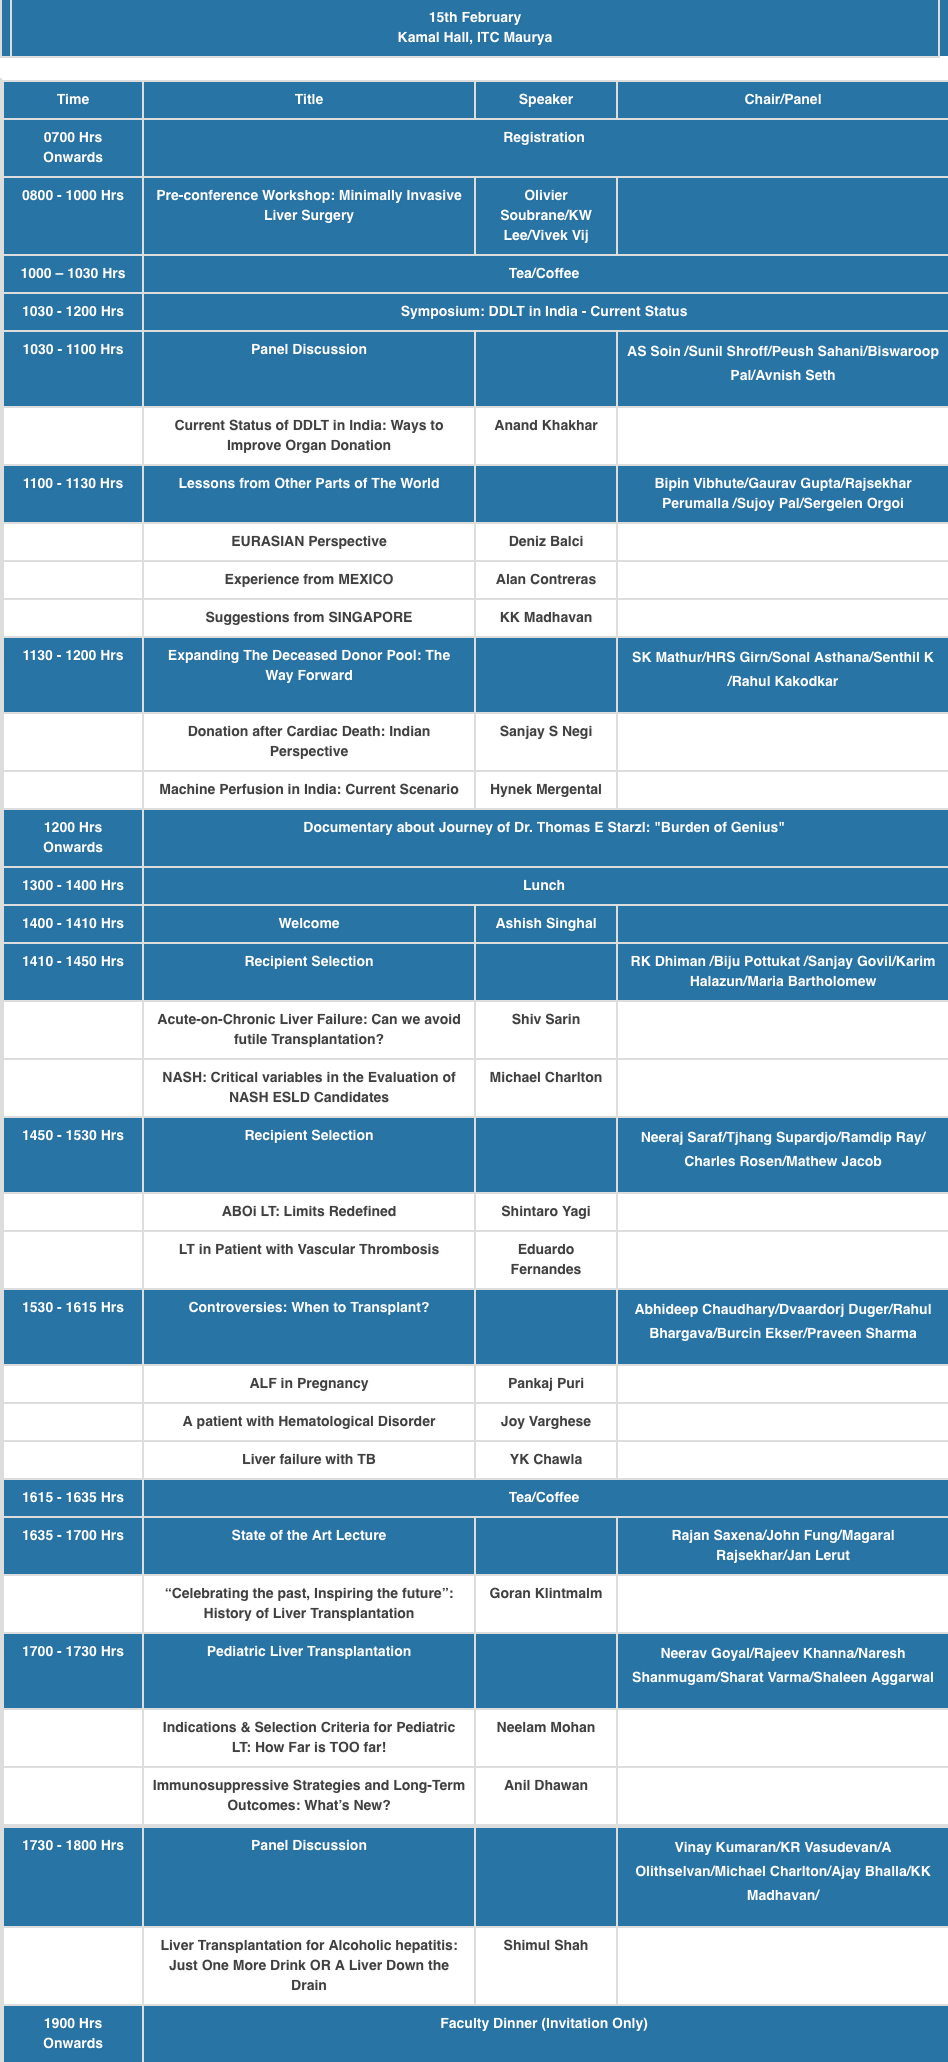 15th February
Kamal Hall, ITC Maurya
Time Title Speaker Chair/Panel
0700 Hrs Registration
Onwards
0800 - 1000 Hrs Pre-conference Workshop: Minimally Invasive Olivier
Liver Surgery Soubrane/KW
Lee/Vivek Vij
1000 – 1030 Hrs Tea/Coffee
1030 - 1200 Hrs Symposium: DDLT in India - Current Status
1030 - 1100 Hrs Panel Discussion AS Soin /Sunil Shroff/Peush Sahani/Biswaroop
Pal/Avnish Seth
Current Status of DDLT in India: Ways to Anand Khakhar
Improve Organ Donation
1100 - 1130 Hrs Lessons from Other Parts of The World Bipin Vibhute/Gaurav Gupta/Rajsekhar
Perumalla /Sujoy Pal/Sergelen Orgoi
EURASIAN Perspective Deniz Balci
Experience from MEXICO Alan Contreras
Suggestions from SINGAPORE KK Madhavan
1130 - 1200 Hrs Expanding The Deceased Donor Pool: The SK Mathur/HRS Girn/Sonal Asthana/Senthil K
Way Forward /Rahul Kakodkar
Donation after Cardiac Death: Indian Sanjay S Negi
Perspective
Machine Perfusion in India: Current Scenario Hynek Mergental
1200 Hrs Documentary about Journey of Dr. Thomas E Starzl: "Burden of Genius"
Onwards
1300 - 1400 Hrs Lunch
1400 - 1410 Hrs Welcome Ashish Singhal
1410 - 1450 Hrs Recipient Selection RK Dhiman /Biju Pottukat /Sanjay Govil/Karim
Halazun/Maria Bartholomew
Acute-on-Chronic Liver Failure: Can we avoid Shiv Sarin
futile Transplantation?
NASH: Critical variables in the Evaluation of Michael Charlton
NASH ESLD Candidates
1450 - 1530 Hrs Recipient Selection Neeraj Saraf/Tjhang Supardjo/Ramdip Ray/
Charles Rosen/Mathew Jacob
ABOi LT: Limits Redefined Shintaro Yagi
LT in Patient with Vascular Thrombosis Eduardo
Fernandes
1530 - 1615 Hrs Controversies: When to Transplant? Abhideep Chaudhary/Dvaardorj Duger/Rahul
Bhargava/Burcin Ekser/Praveen Sharma
ALF in Pregnancy Pankaj Puri
A patient with Hematological Disorder Joy Varghese
Liver failure with TB YK Chawla
1615 - 1635 Hrs Tea/Coffee
1635 - 1700 Hrs State of the Art Lecture Rajan Saxena/John Fung/Magaral
Rajsekhar/Jan Lerut
“Celebrating the past, Inspiring the future”: Goran Klintmalm
History of Liver Transplantation
1700 - 1730 Hrs Pediatric Liver Transplantation Neerav Goyal/Rajeev Khanna/Naresh
Shanmugam/Sharat Varma/Shaleen Aggarwal
Indications & Selection Criteria for Pediatric Neelam Mohan
LT: How Far is TOO far!
Immunosuppressive Strategies and Long-Term Anil Dhawan
Outcomes: What’s New?
1730 - 1800 Hrs Panel Discussion Vinay Kumaran/KR Vasudevan/A
Olithselvan/Michael Charlton/Ajay Bhalla/KK
Madhavan/
Liver Transplantation for Alcoholic hepatitis: Shimul Shah
Just One More Drink OR A Liver Down the
Drain
1900 Hrs Faculty Dinner (Invitation Only)
Onwards